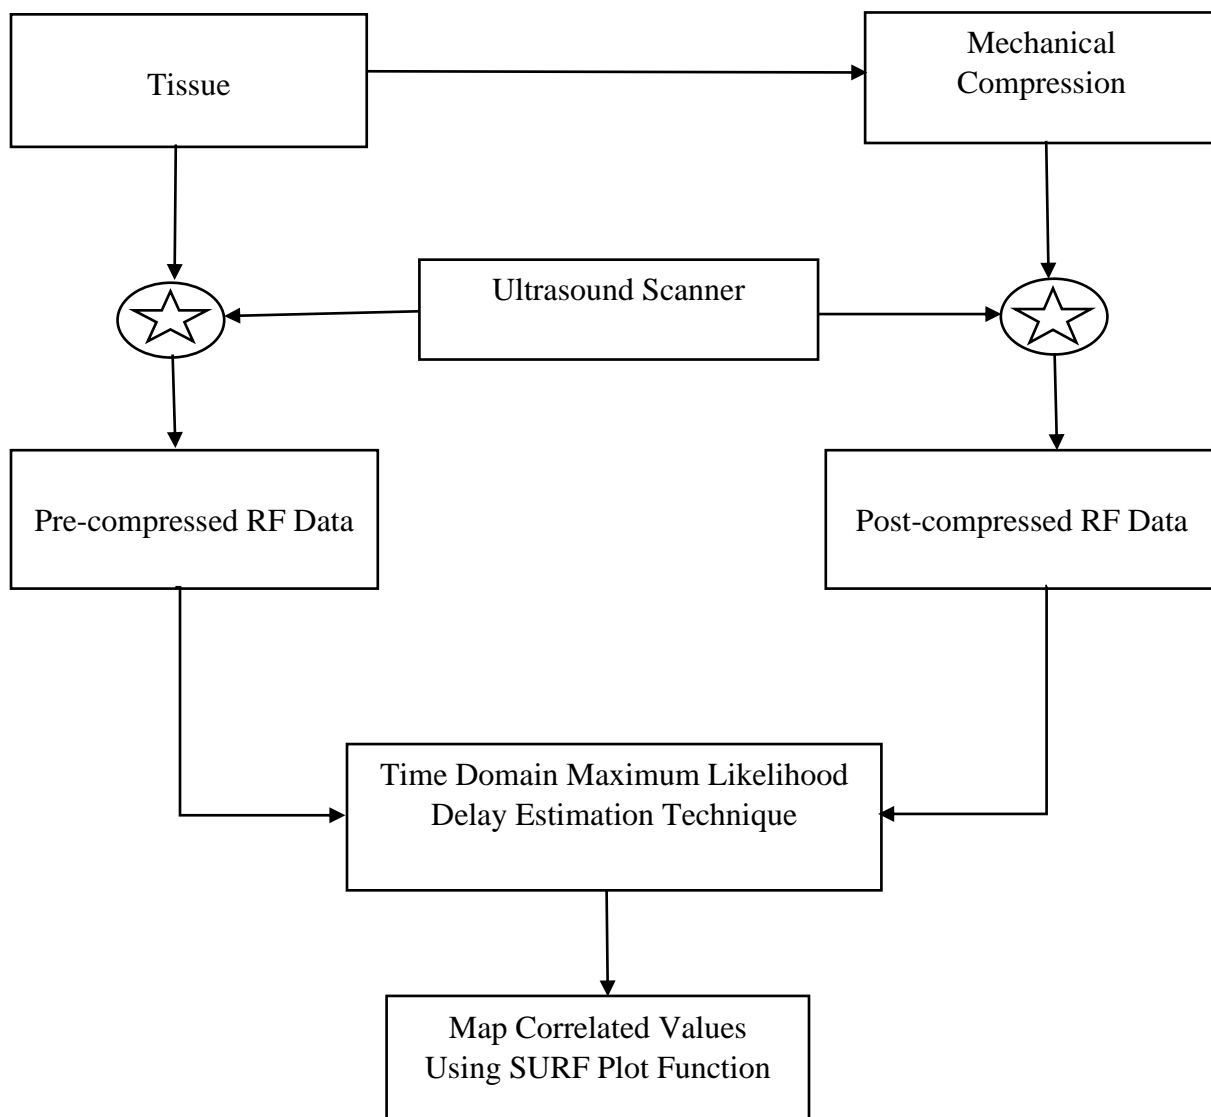 Tissue
Mechanical
Compression
Ultrasound Scanner
Pre-compressed RF Data
Post-compressed RF Data
Time Domain Maximum Likelihood
Delay Estimation Technique
Map Correlated Values
Using SURF Plot Function